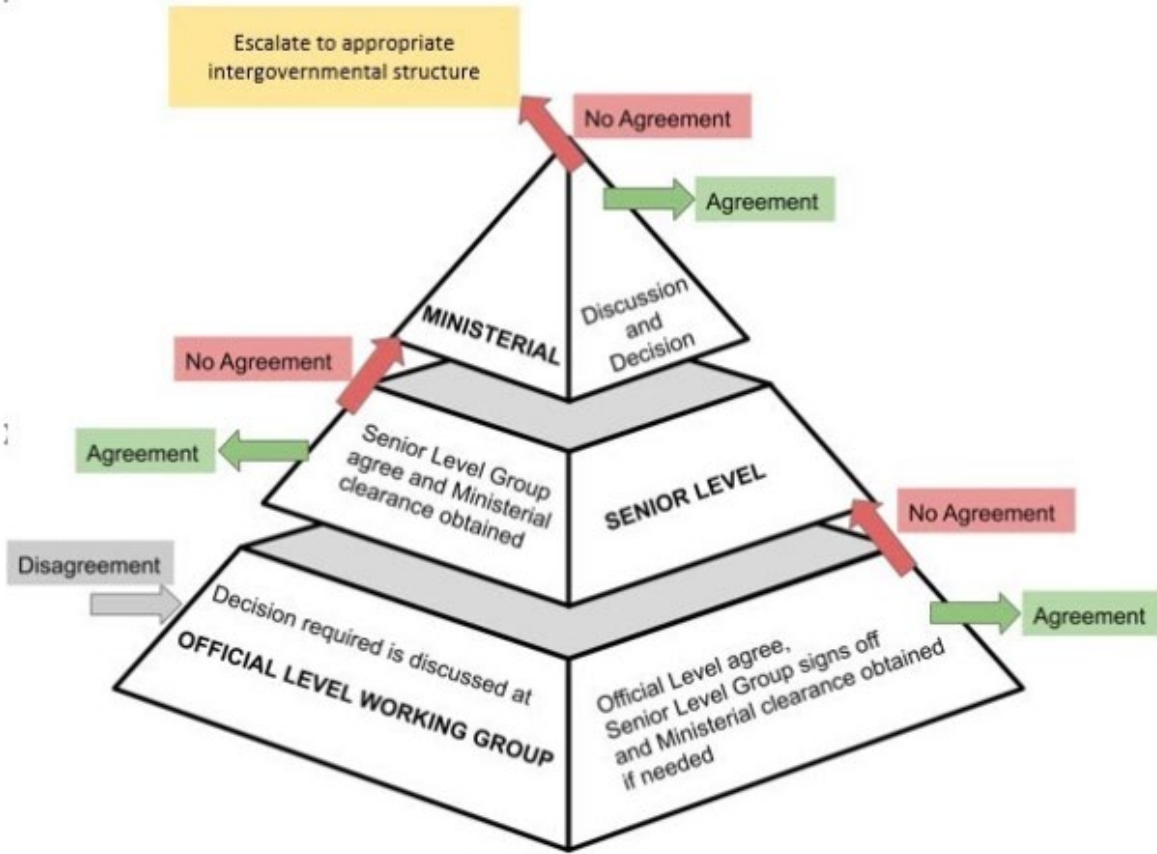 Escalate to appropriate
intergovernmental structure
No Agreement
Agreement
MINISTERIAL
Discussion
and
Decision
No Agreement
Agreement
Senior Level Group
agree and Ministerial
clearance obtained
SENIOR LEVEL
No Agreement
Agreement
Disagreement
Decision required is discussed at
OFFICIAL LEVEL WORKING GROUP
Official Level agree,
Senior Level Group signs off
and Ministerial clearance obtained
if needed